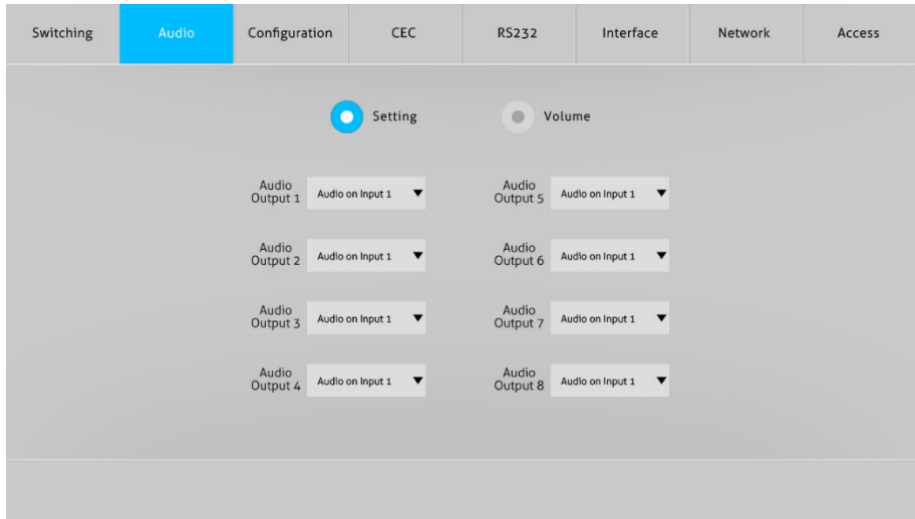 Switching Audio Configuration CEC RS232 Interface Network Access
Setting Volume
Audio
Output 1 Audio on Input 1
Audio
Output 5 Audio on Input 1
Audio
Output 2 Audio on Input 1
Audio
Output 6 Audio on Input 1
Audio
Output 3 Audio on Input 1
Audio
Output 7 Audio on Input 1
Audio
Output 4 Audio on Input 1
Audio
Output 8 Audio on Input 1